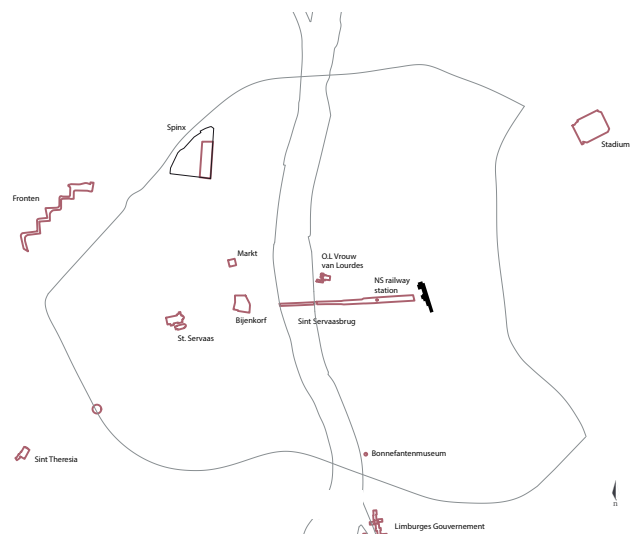 Spinx
Stadium
Fronten
Markt
O.L Vrouw
van Lourdes
NS railway
station
Bijenkorf
Sint Servaasbrug
St. Servaas
Bonnefantenmuseum
Sint Theresia
n
Limburges Gouvernement